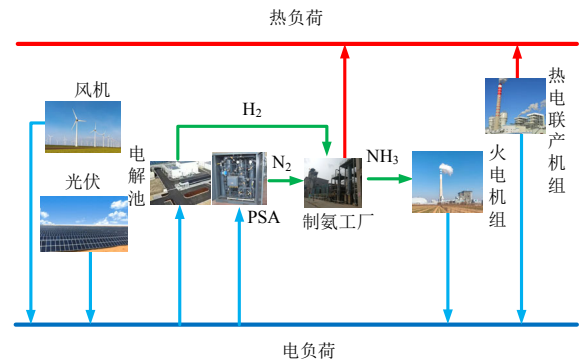 热负荷
风机
热电联产机组
H₂
电解池
N₂
NH₃
火电机组
光伏
PSA
制氨工厂
电负荷